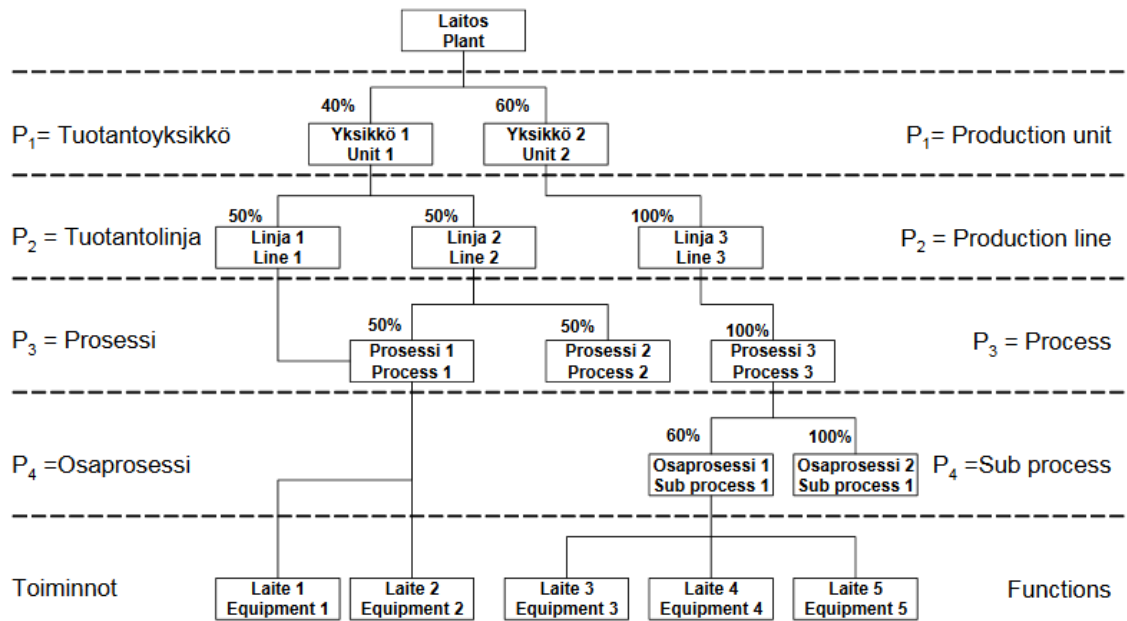 Laitos
Plant
40%
60%
P₁= Tuotantoyksikkö
Yksikkö 1
Unit 1
Yksikkö 2
Unit 2
P₁= Production unit
50%
50%
100%
P₂ = Tuotantolinja
Linja 1
Line 1
Linja 2
Line 2
Linja 3
Line 3
P₂ = Production line
50%
50%
100%
P₃ = Prosessi
Prosessi 1
Process 1
Prosessi 2
Process 2
Prosessi 3
Process 3
P₃ = Process
60%
100%
P₄ =Osaprosessi
Osaprosessi 1
Sub process 1
Osaprosessi 2
Sub process 1
P₄ =Sub process
Toiminnot
Laite 1
Equipment 1
Laite 2
Equipment 2
Laite 3
Equipment 3
Laite 4
Equipment 4
Laite 5
Equipment 5
Functions